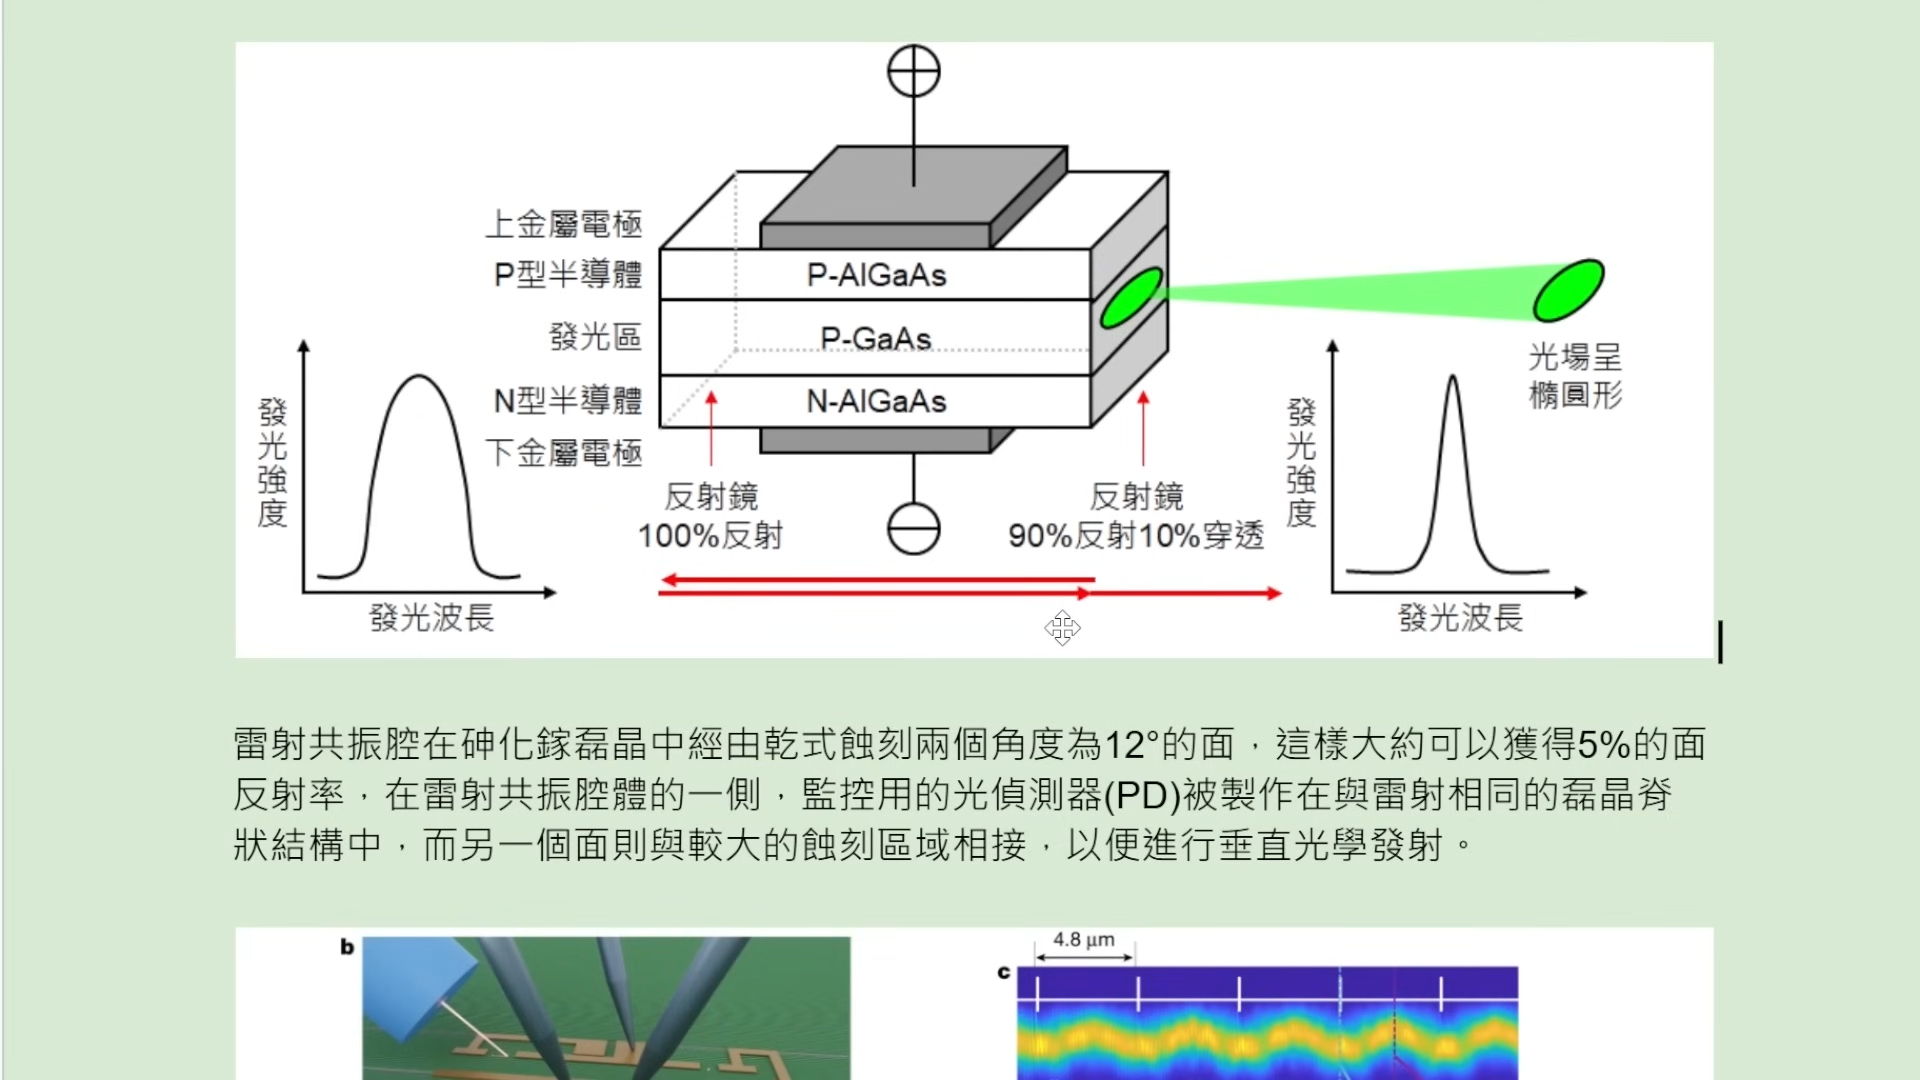 上金屬電極
P型半導體
發光區
N型半導體
下金屬電極
P-AlGaAs
P-GaAs
N-AlGaAs
反射鏡
100%反射
反射鏡
90%反射10%穿透
發光強度
發光波長
光場呈
橢圓形
發光強度
發光波長
雷射共振腔在砷化鎵磊晶中經由乾式蝕刻兩個角度為12°的面，這樣大約可以獲得5%的面
反射率，在雷射共振腔體的一側，監控用的光偵測器(PD)被製作在與雷射相同的磊晶脊
狀結構中，而另一個面則與較大的蝕刻區域相接，以便進行垂直光學發射。
b
c
4.8 μm